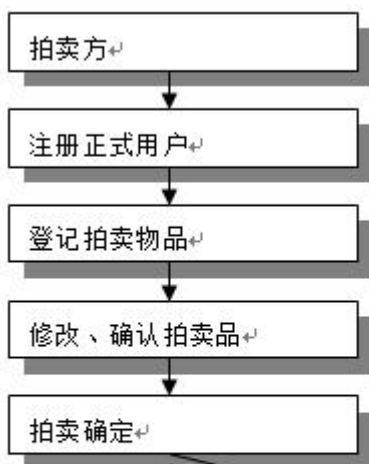 拍卖方
注册正式用户
登记拍卖物品
修改、确认拍卖品
拍卖确定